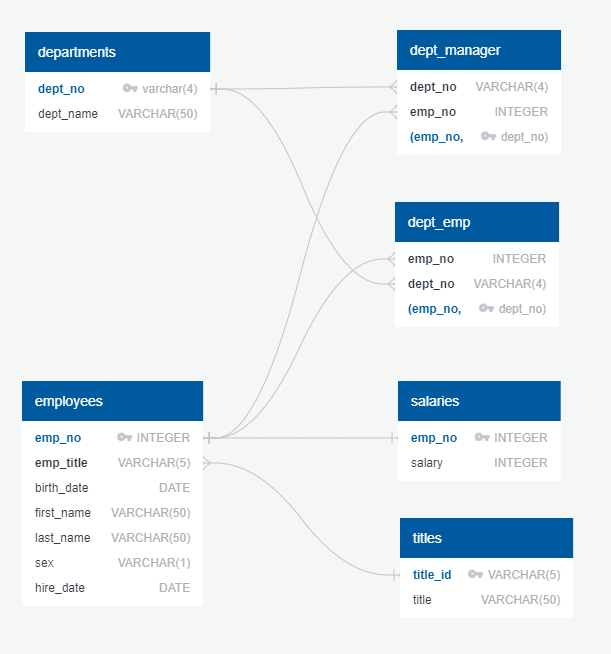 departments
dept_no varchar(4)
dept_name VARCHAR(50)
dept_manager
dept_no VARCHAR(4)
emp_no INTEGER
(emp_no, dept_no)
dept_emp
emp_no INTEGER
dept_no VARCHAR(4)
(emp_no, dept_no)
employees
emp_no INTEGER
emp_title VARCHAR(5)
birth_date DATE
first_name VARCHAR(50)
last_name VARCHAR(50)
sex VARCHAR(1)
hire_date DATE
salaries
emp_no INTEGER
salary INTEGER
titles
title_id VARCHAR(5)
title VARCHAR(50)